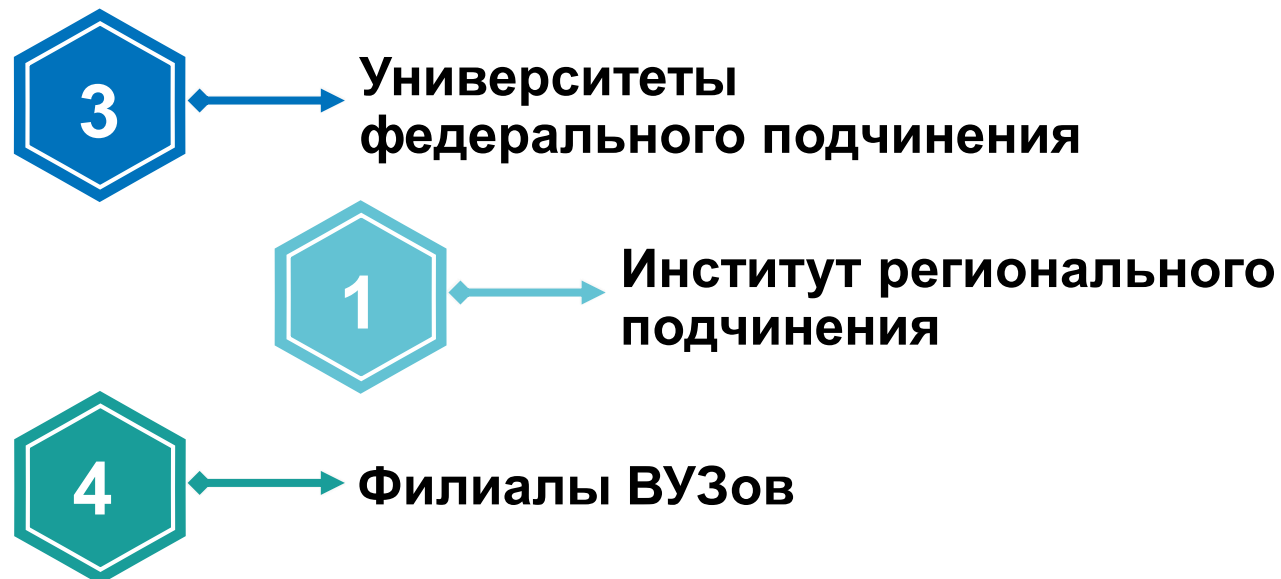 3
Университеты
федерального подчинения
1
Институт регионального
подчинения
4
Филиалы ВУЗов